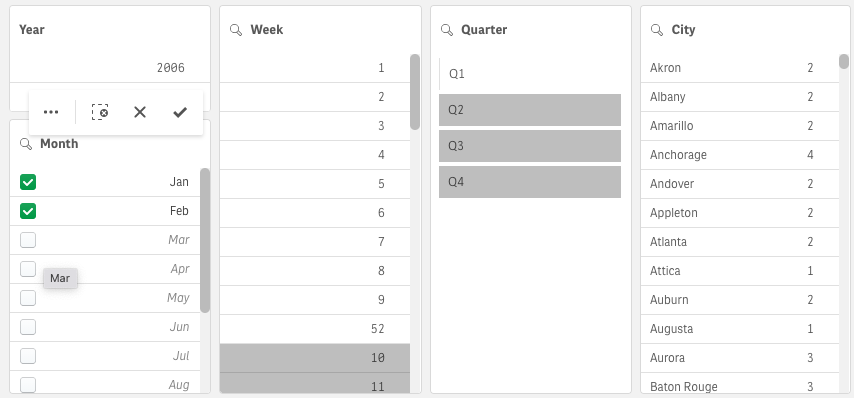 Year
2006
Month
Jan
Feb
Mar
Apr
Mar
May
Jun
Jul
Aug
Week
1
2
3
4
5
6
7
8
9
52
10
11
Quarter
Q1
Q2
Q3
Q4
City
Akron 2
Albany 2
Amarillo 2
Anchorage 4
Andover 2
Appleton 2
Atlanta 2
Attica 1
Auburn 2
Augusta 1
Aurora 3
Baton Rouge 3